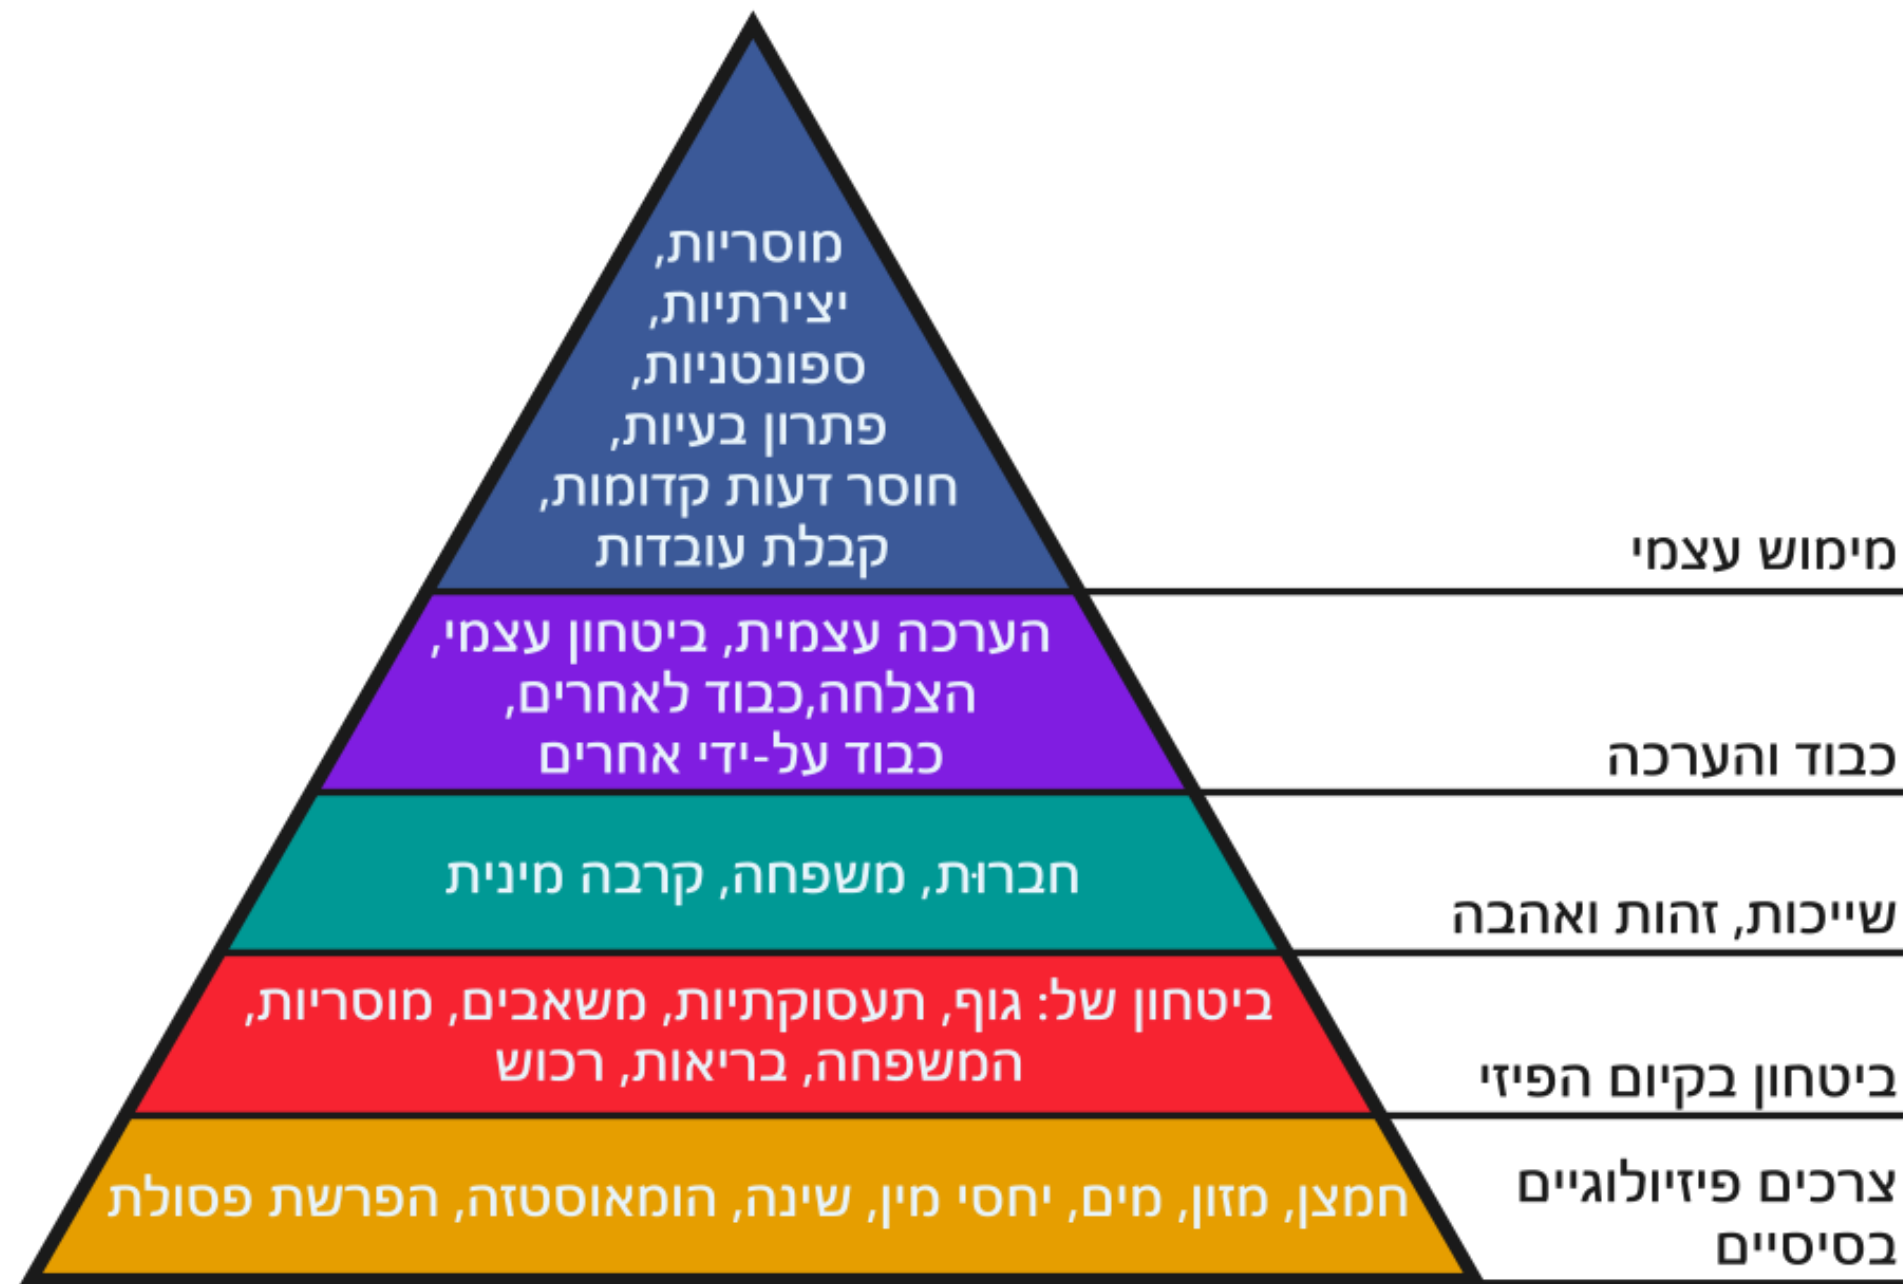 מוסריות,
יצירתיות,
ספונטניות,
פתרון בעיות,
חוסר דעות קדומות,
קבלת עובדות
מימוש עצמי
הערכה עצמית, ביטחון עצמי,
הצלחה,כבוד לאחרים,
כבוד על-ידי אחרים
כבוד והערכה
חברוּת, משפחה, קרבה מינית
שייכות, זהות ואהבה
ביטחון של: גוף, תעסוקתיות, משאבים, מוסריות,
המשפחה, בריאות, רכוש
ביטחון בקיום הפיזי
חמצן, מזון, מים, יחסי מין, שינה, הומאוסטזה, הפרשת פסולת
צרכים פיזיולוגיים
בסיסיים